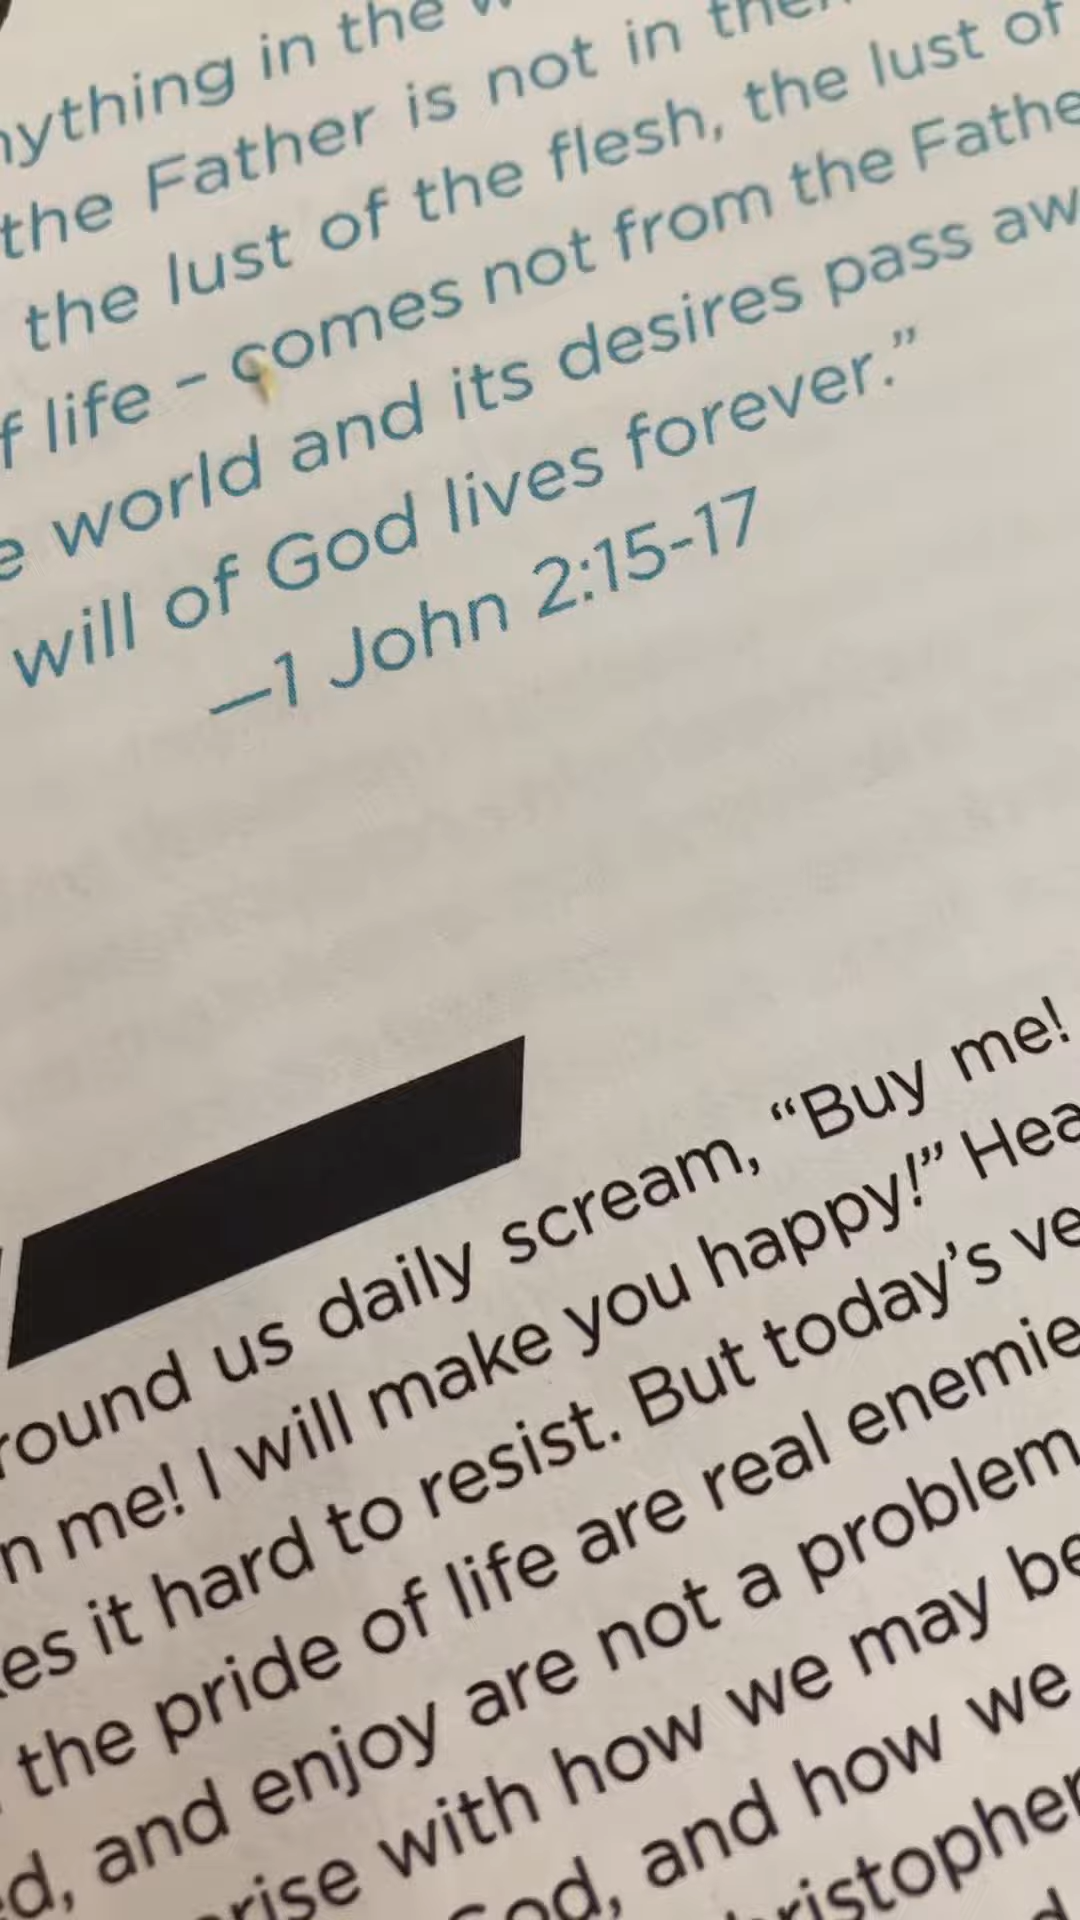 nything in the w
the Father is not in the
the lust of the flesh, the lust of
f life – comes not from the Fathe
e world and its desires pass aw
will of God lives forever.”
—1 John 2:15-17
round us daily scream, “Buy me!
n me! I will make you happy!” Hea
es it hard to resist. But today’s ve
the pride of life are real enemie
ed, and enjoy are not a problem
rise with how we may be
God, and how we
ristopher